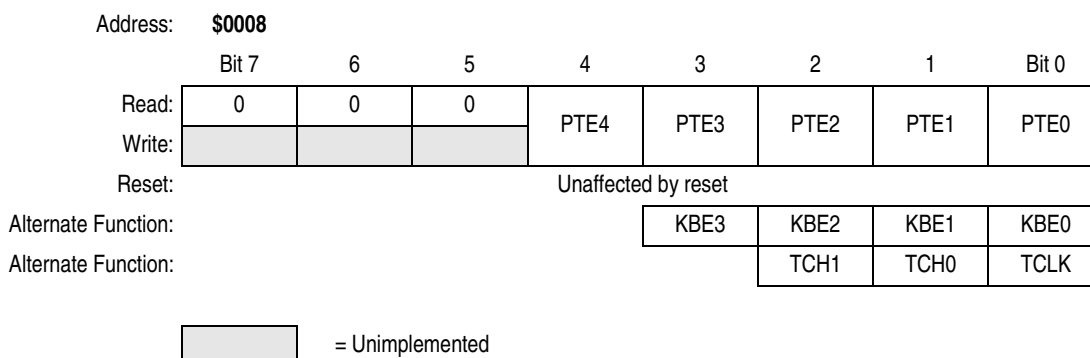 Address: $0008
Bit 7 6 5 4 3 2 1 Bit 0
Read: 0 0 0 PTE4 PTE3 PTE2 PTE1 PTE0
Write:
Reset: Unaffected by reset
Alternate Function: KBE3 KBE2 KBE1 KBE0
Alternate Function: TCH1 TCH0 TCLK
= Unimplemented